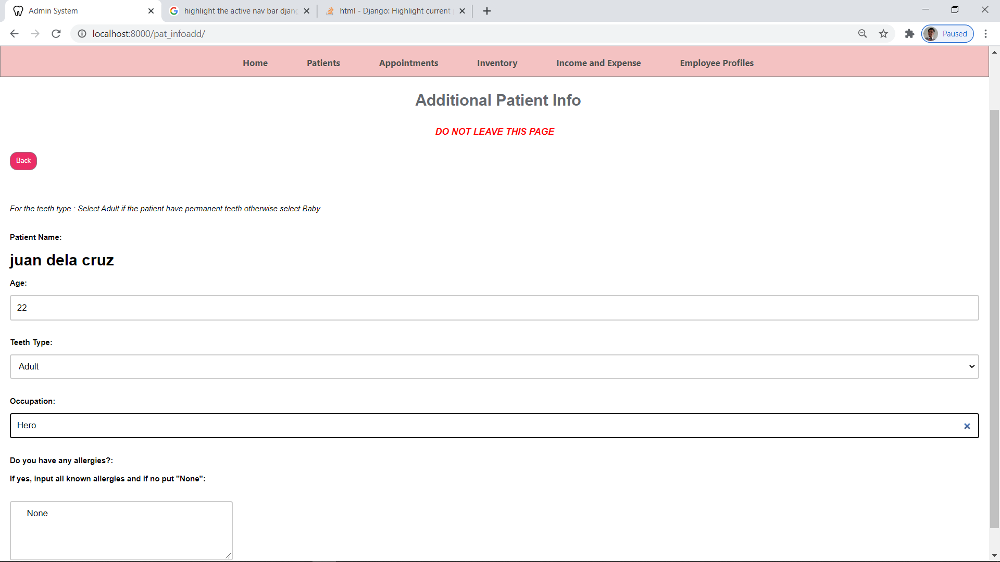 Admin System
highlight the active nav bar djang
html - Django: Highlight current p
localhost:8000/pat_infoadd/
Paused
Home Patients Appointments Inventory Income and Expense Employee Profiles
Additional Patient Info
DO NOT LEAVE THIS PAGE
Back
For the teeth type : Select Adult if the patient have permanent teeth otherwise select Baby
Patient Name:
juan dela cruz
Age:
22
Teeth Type:
Adult
Occupation:
Hero
Do you have any allergies?:
If yes, input all known allergies and if no put "None":
None